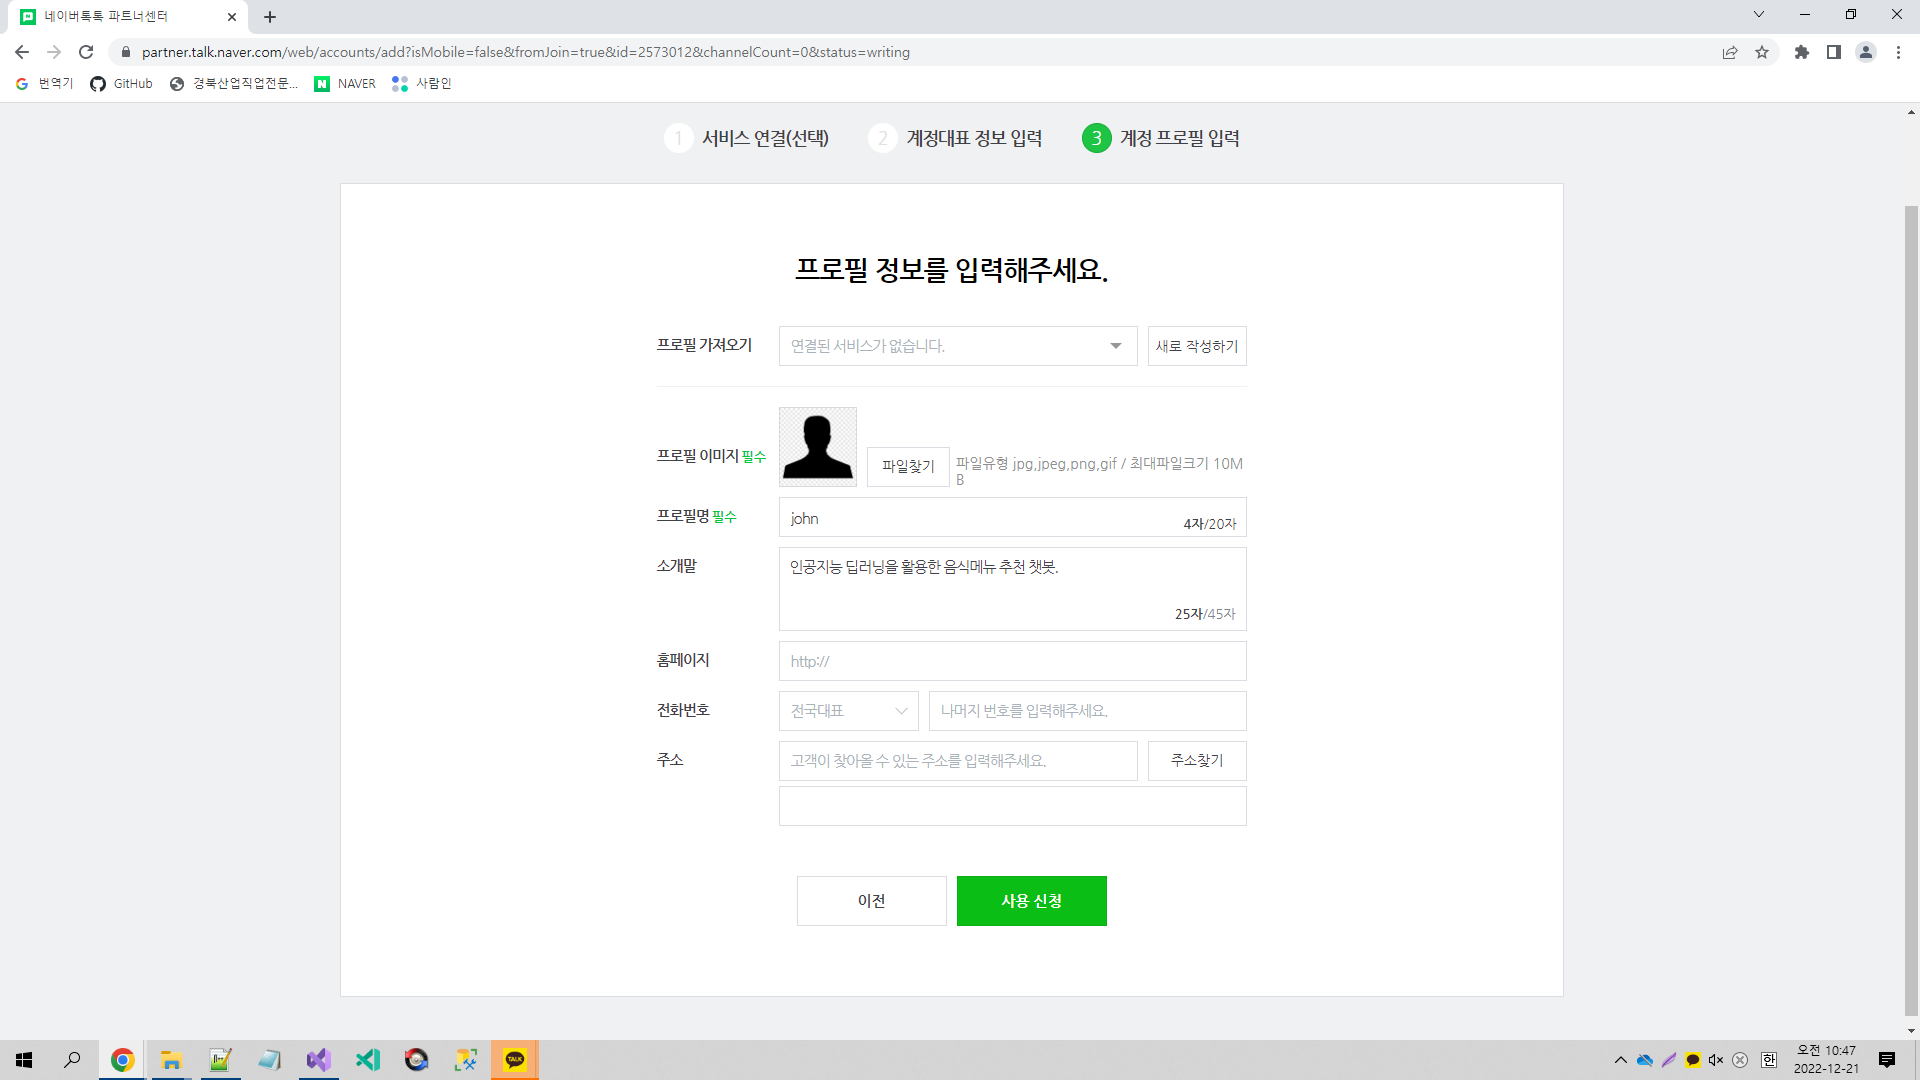 네이버톡톡 파트너센터
partner.talk.naver.com/web/accounts/add?isMobile=false&fromJoin=true&id=2573012&channelCount=0&status=writing
번역기 GitHub 경북산업직업전문... NAVER 사람인
1 서비스 연결(선택) 2 계정대표 정보 입력 3 계정 프로필 입력
프로필 정보를 입력해주세요.
프로필 가져오기 연결된 서비스가 없습니다. 새로 작성하기
프로필 이미지 필수 파일찾기 파일유형 jpg,jpeg,png,gif / 최대파일크기 10M
B
프로필명 필수 john 4자/20자
소개말 인공지능 딥러닝을 활용한 음식메뉴 추천 챗봇.
25자/45자
홈페이지 http://
전화번호 전국대표 나머지 번호를 입력해주세요.
주소 고객이 찾아올 수 있는 주소를 입력해주세요. 주소찾기
이전 사용 신청
TALK 한 오전 10:47
2022-12-21